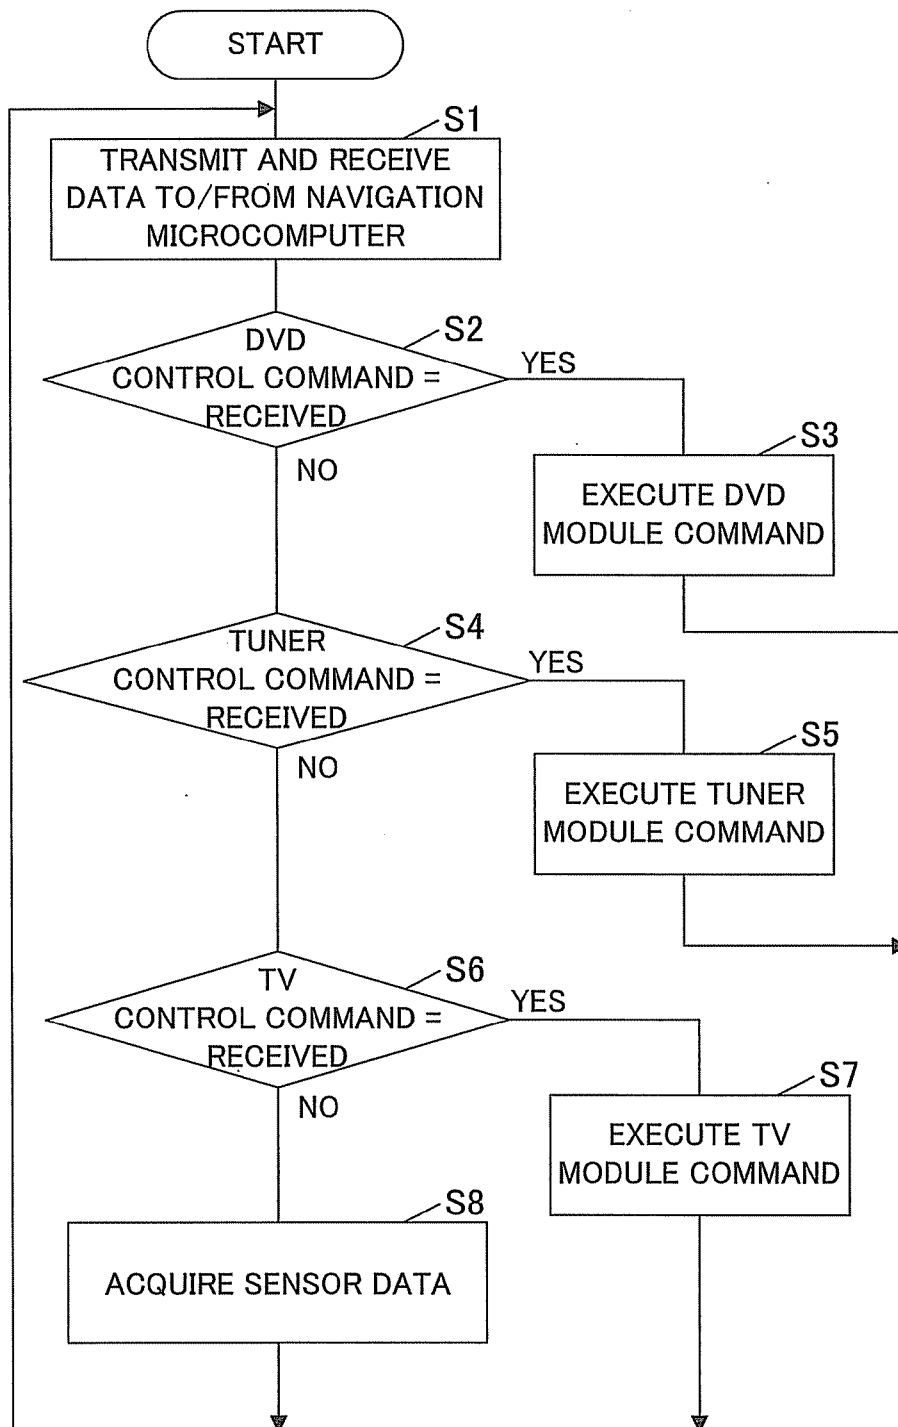 START
S1
TRANSMIT AND RECEIVE
DATA TO/FROM NAVIGATION
MICROCOMPUTER
S2
DVD
CONTROL COMMAND =
RECEIVED
YES
NO
S3
EXECUTE DVD
MODULE COMMAND
S4
TUNER
CONTROL COMMAND =
RECEIVED
YES
NO
S5
EXECUTE TUNER
MODULE COMMAND
S6
TV
CONTROL COMMAND =
RECEIVED
YES
NO
S7
EXECUTE TV
MODULE COMMAND
S8
ACQUIRE SENSOR DATA